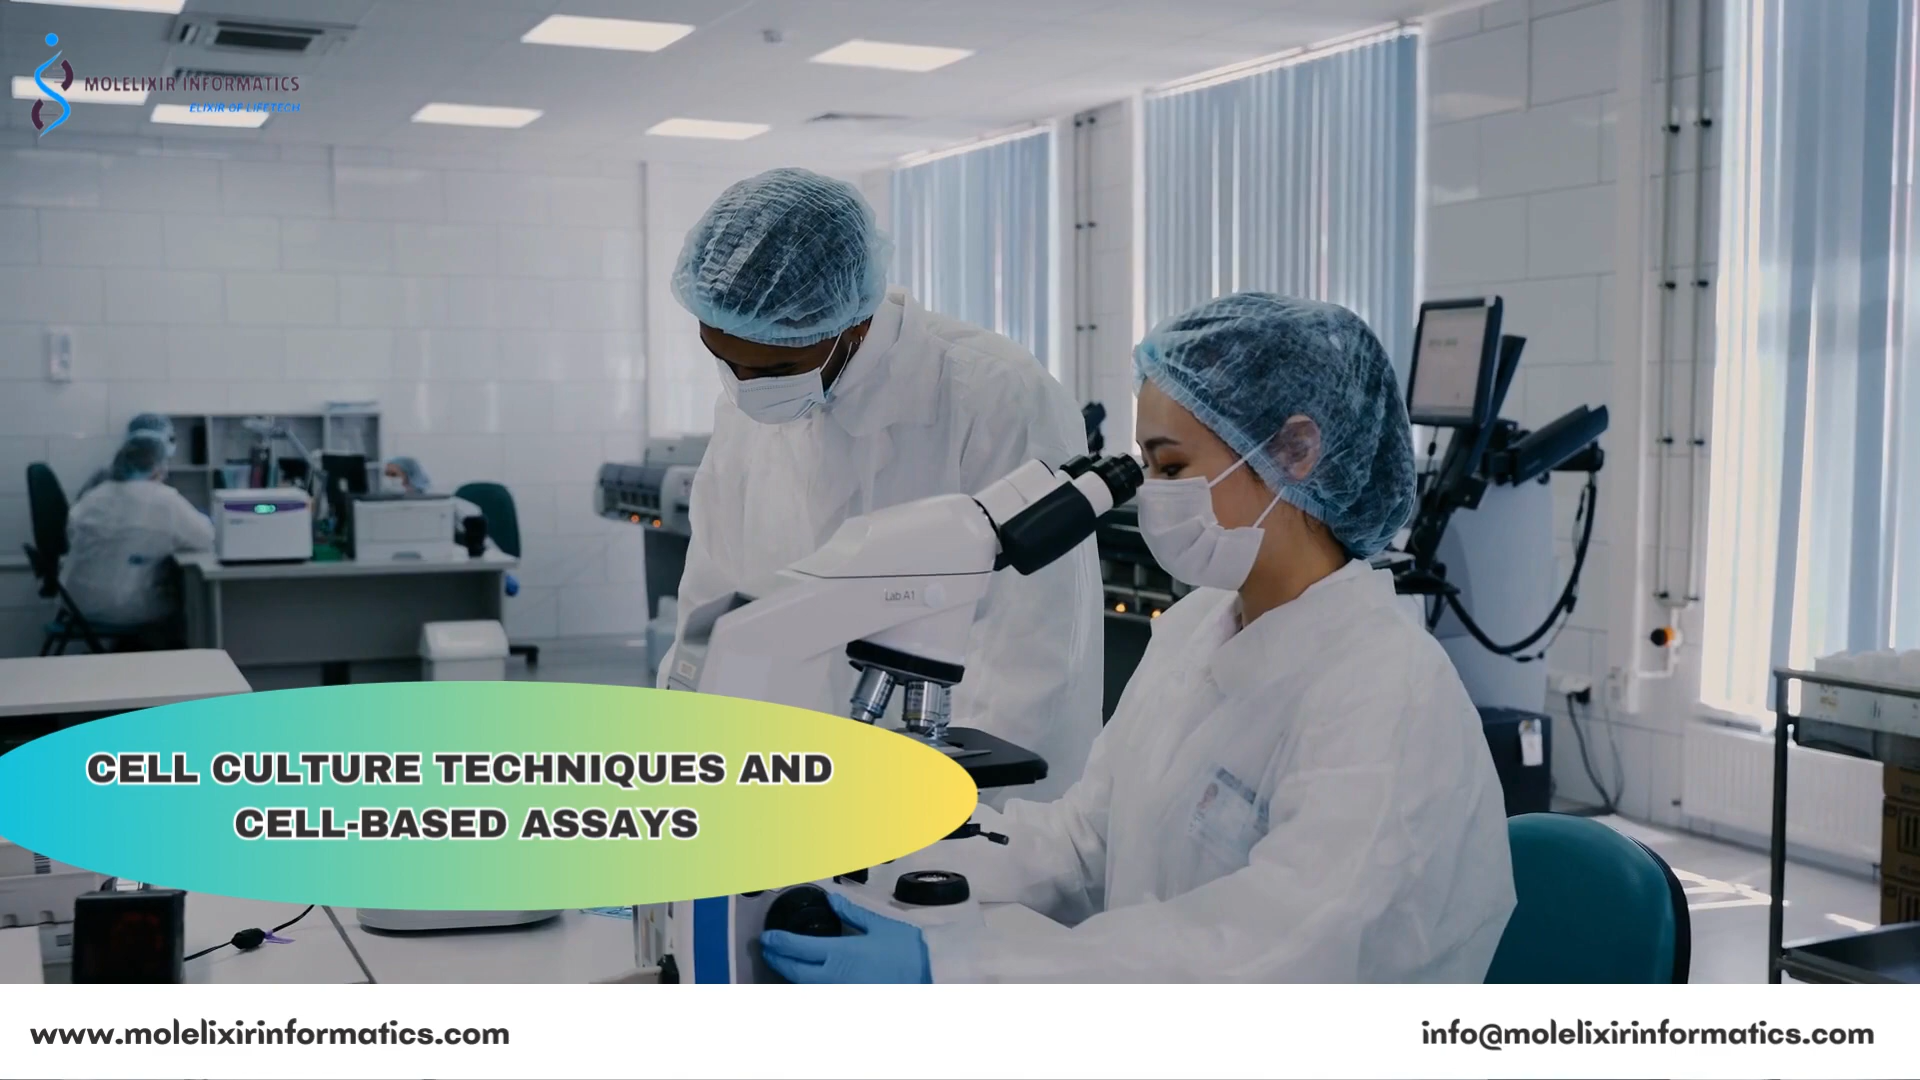 MOLELIXIR INFORMATICS
ELIXIR OF LIFETECH
Lab A1
CELL CULTURE TECHNIQUES AND
CELL-BASED ASSAYS
www.molelixirinformatics.com
info@molelixirinformatics.com